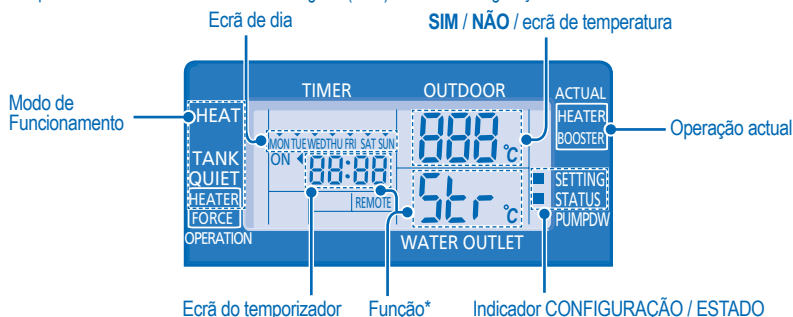 Ecrã de dia
SIM / NÃO / ecrã de temperatura
Modo de
Funcionamento
TIMER
OUTDOOR
ACTUAL
HEAT
HEATER
BOOSTER
Operação actual
MON TUE WED THU FRI SAT SUN
ON
88:88
888
°C
TANK
QUIET
HEATER
FORCE
OPERATION
REMOTE
Str
°C
SETTING
STATUS
PUMPDW
WATER OUTLET
Ecrã do temporizador
Função*
Indicador CONFIGURAÇÃO / ESTADO